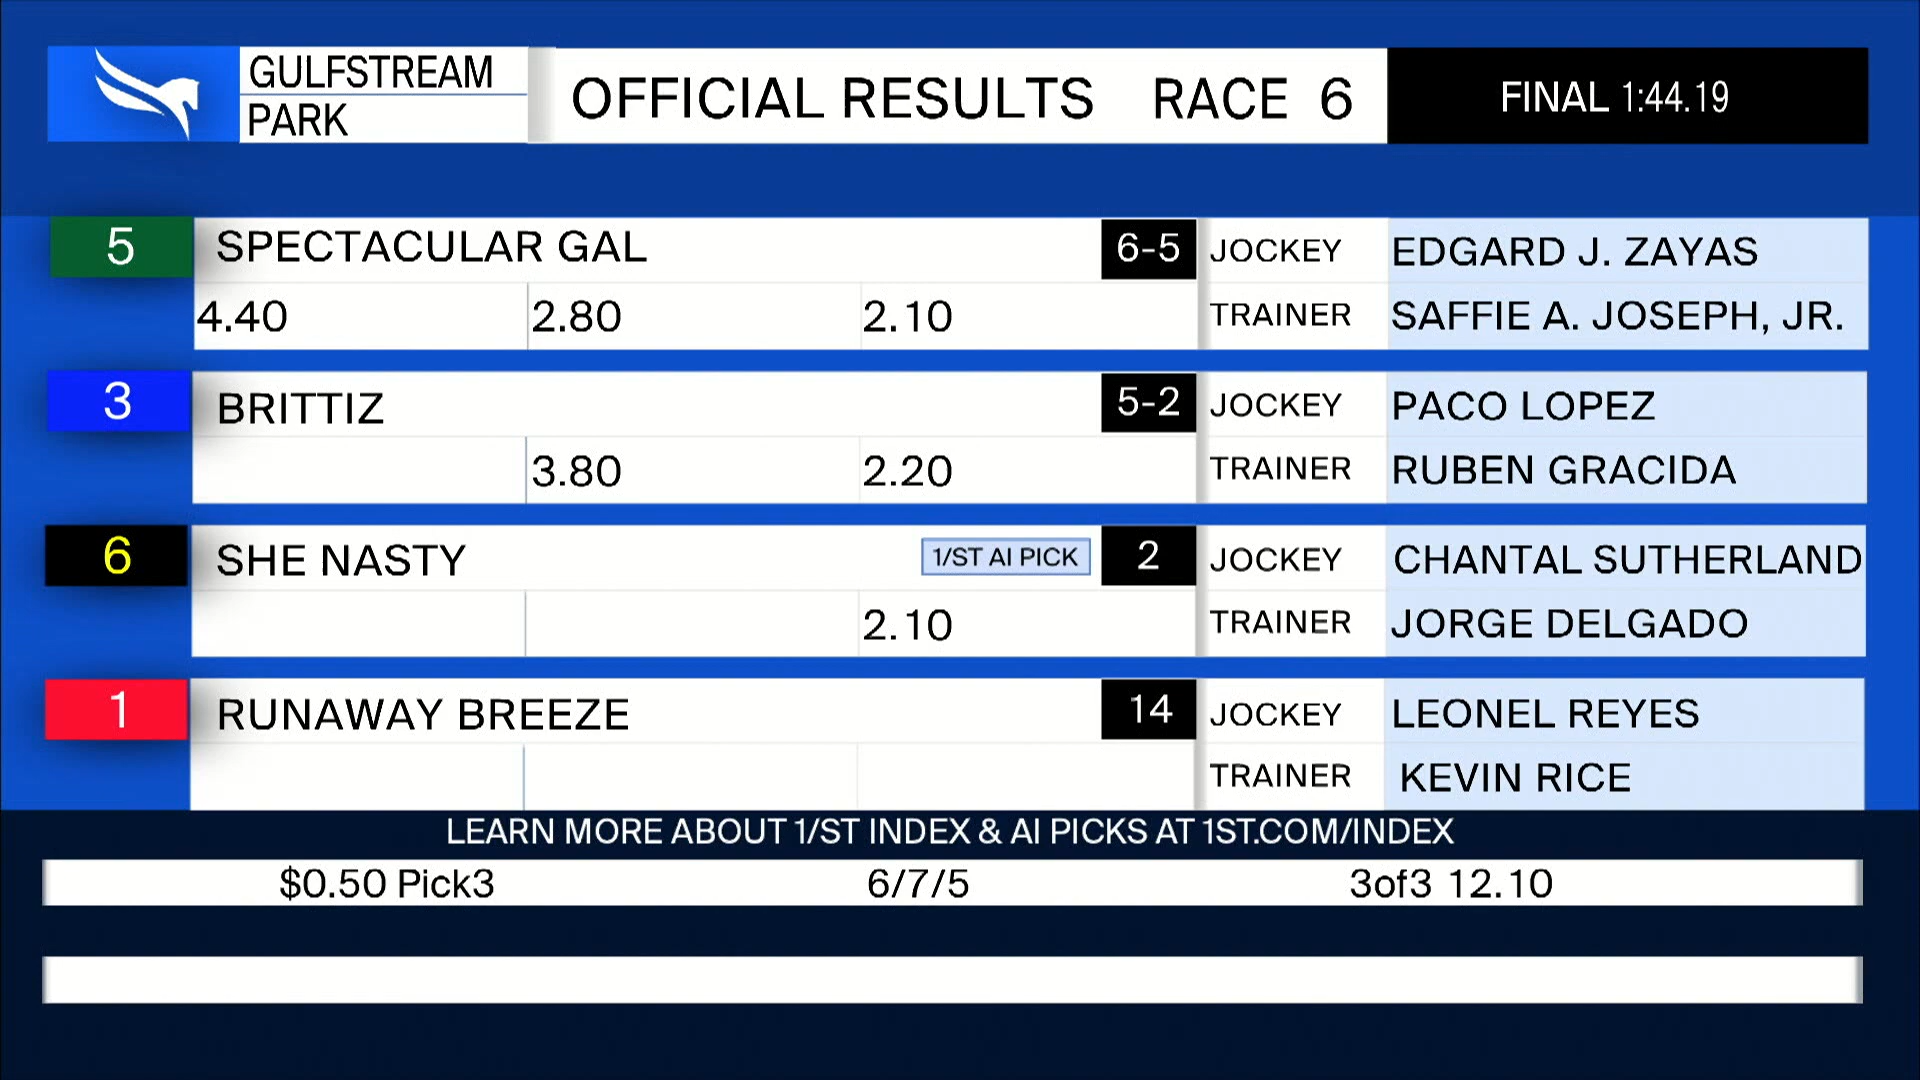 GULFSTREAM
PARK
OFFICIAL RESULTS RACE 6
FINAL 1:44.19
5 SPECTACULAR GAL 6-5 JOCKEY EDGARD J. ZAYAS
4.40 2.80 2.10 TRAINER SAFFIE A. JOSEPH, JR.
3 BRITTIZ 5-2 JOCKEY PACO LOPEZ
3.80 2.20 TRAINER RUBEN GRACIDA
6 SHE NASTY 1/ST AI PICK 2 JOCKEY CHANTAL SUTHERLAND
2.10 TRAINER JORGE DELGADO
1 RUNAWAY BREEZE 14 JOCKEY LEONEL REYES
TRAINER KEVIN RICE
LEARN MORE ABOUT 1/ST INDEX & AI PICKS AT 1ST.COM/INDEX
$0.50 Pick3 6/7/5 3of3 12.10